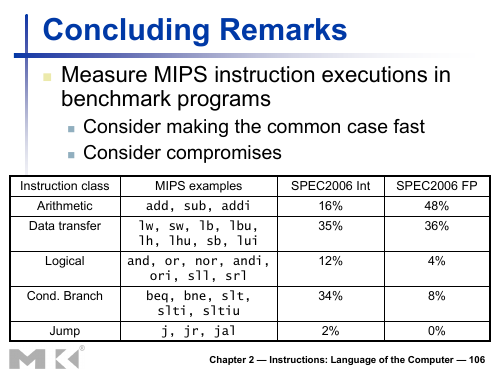 Concluding Remarks
Measure MIPS instruction executions in
benchmark programs
Consider making the common case fast
Consider compromises
Instruction class MIPS examples SPEC2006 Int SPEC2006 FP
Arithmetic add, sub, addi 16% 48%
Data transfer lw, sw, lb, lbu, 35% 36%
lh, lhu, sb, lui
Logical and, or, nor, andi, 12% 4%
ori, sll, srl
Cond. Branch beq, bne, slt, 34% 8%
slti, sltiu
Jump j, jr, jal 2% 0%
MK®
Chapter 2 — Instructions: Language of the Computer — 106